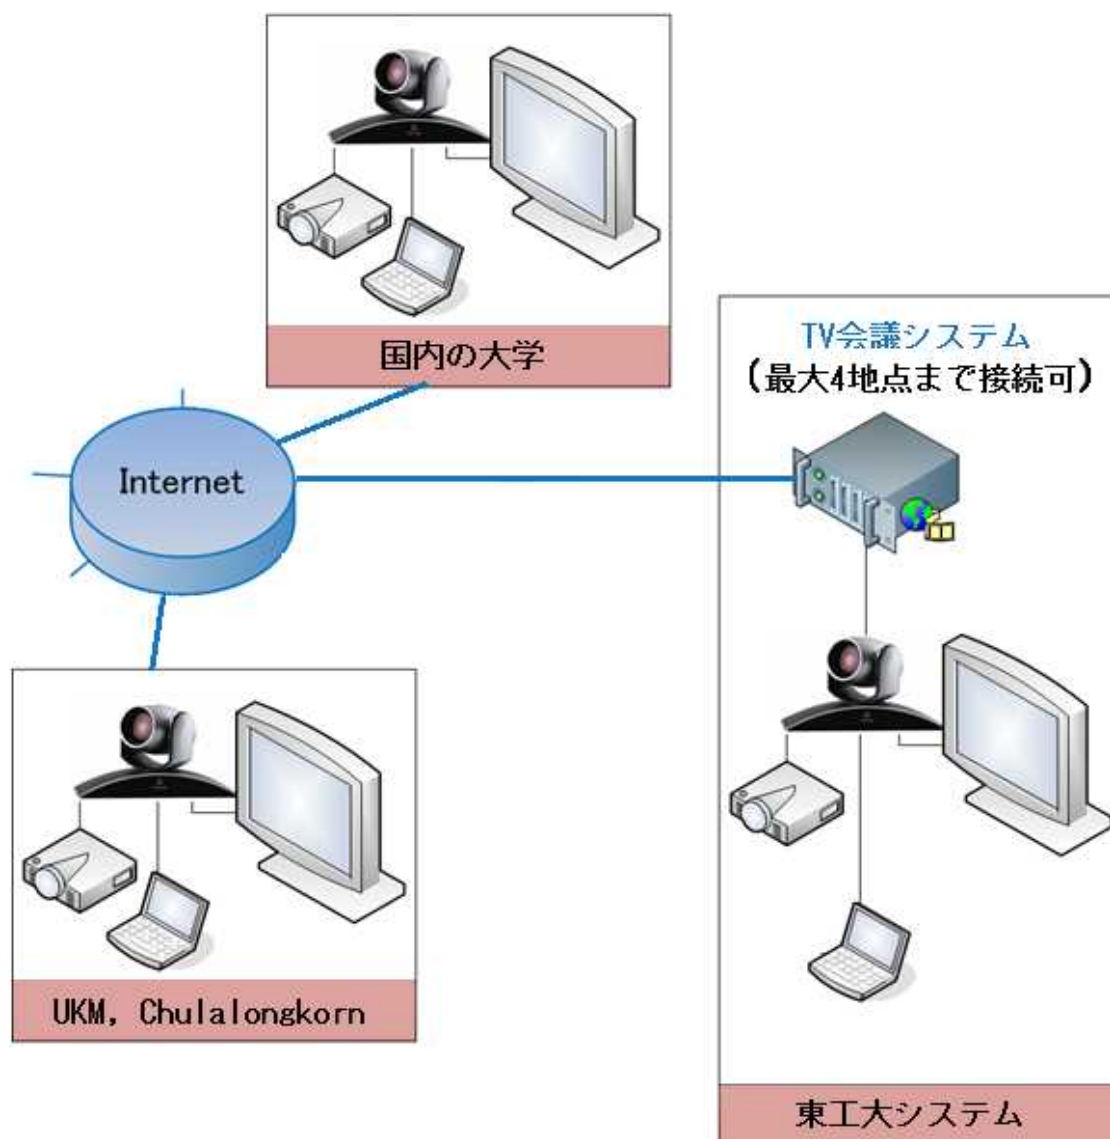 国内の大学
TV会議システム
(最大4地点まで接続可)
Internet
UKM, Chulalongkorn
東工大システム